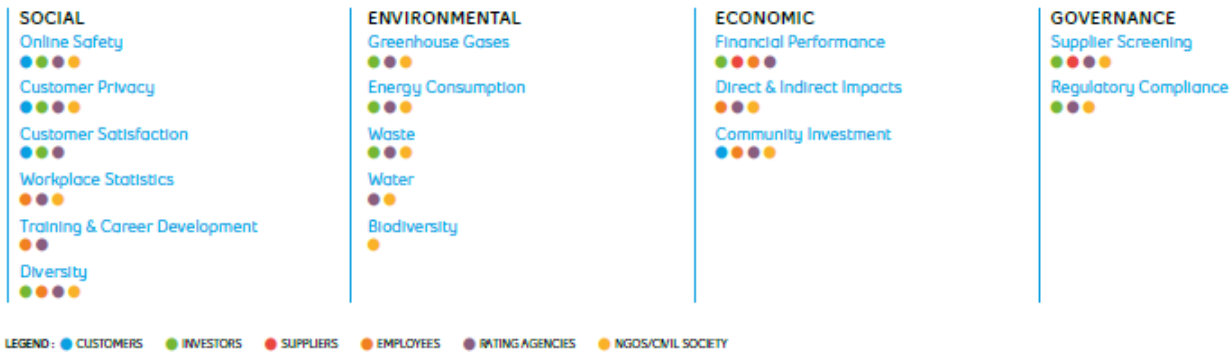 SOCIAL
Online Safety
Customer Privacy
Customer Satisfaction
Workplace Statistics
Training & Career Development
Diversity
ENVIRONMENTAL
Greenhouse Gases
Energy Consumption
Waste
Water
Biodiversity
ECONOMIC
Financial Performance
Direct & Indirect Impacts
Community Investment
GOVERNANCE
Supplier Screening
Regulatory Compliance
LEGEND: CUSTOMERS INVESTORS SUPPLIERS EMPLOYEES RATING AGENCIES NGOS/CIVIL SOCIETY